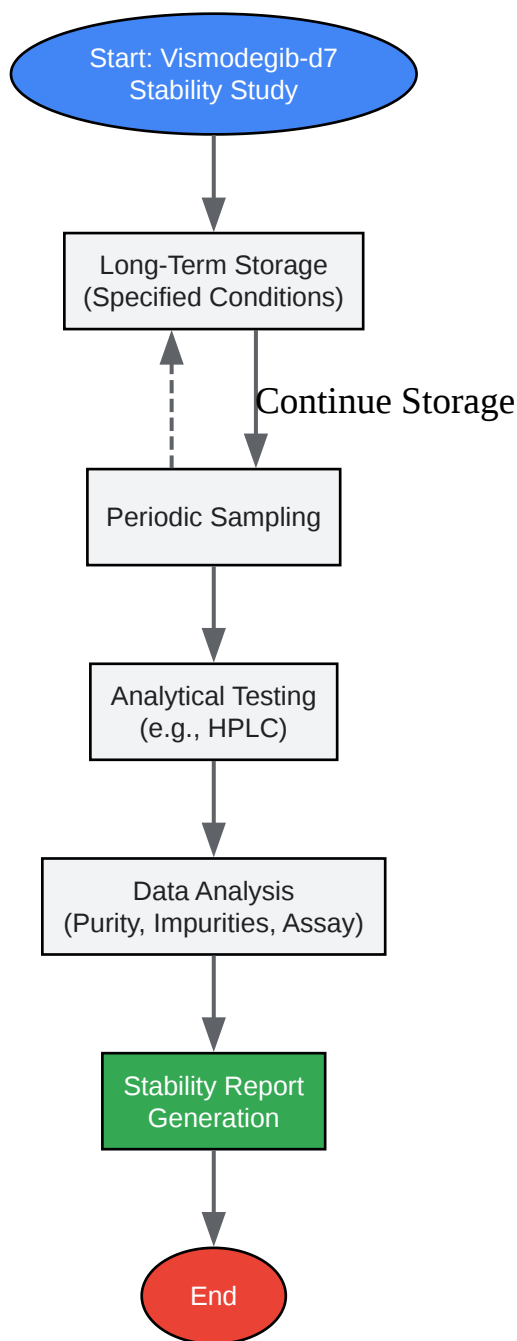 Start: Vismodegib-d7
Stability Study
Long-Term Storage
(Specified Conditions)
Continue Storage
Periodic Sampling
Analytical Testing
(e.g., HPLC)
Data Analysis
(Purity, Impurities, Assay)
Stability Report
Generation
End